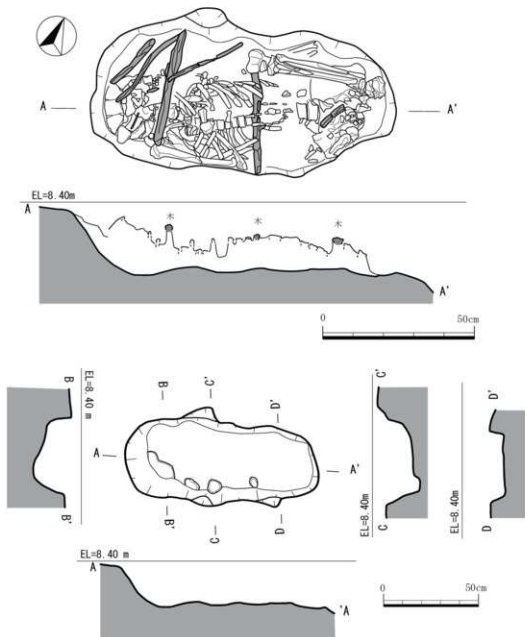 A
A'
EL=8.40m
A
木
木
木
A'
0
50cm
B
EL=8.40 m
B'
B
C'
D'
A
A'
B'
C
D
C'
EL=8.40m
C
D'
EL=8.40m
D
EL=8.40 m
A
'A
0
50cm